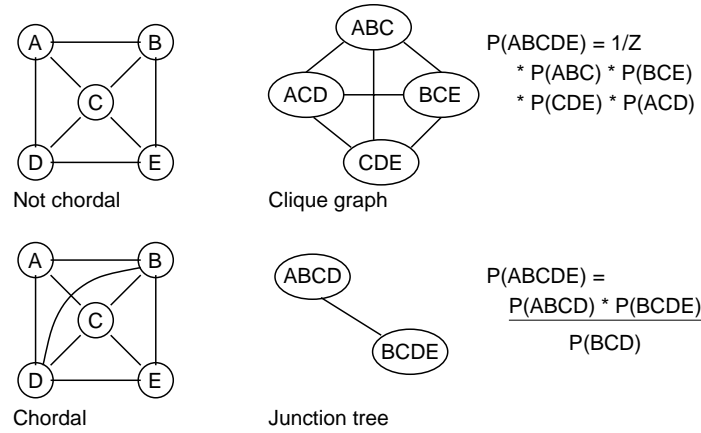 A
B
C
D
E
Not chordal
ABC
ACD
BCE
CDE
Clique graph
P(ABCDE) = 1/Z
* P(ABC) * P(BCE)
* P(CDE) * P(ACD)
A
B
C
D
E
Chordal
ABCD
BCDE
Junction tree
P(ABCDE) =
P(ABCD) * P(BCDE)
P(BCD)